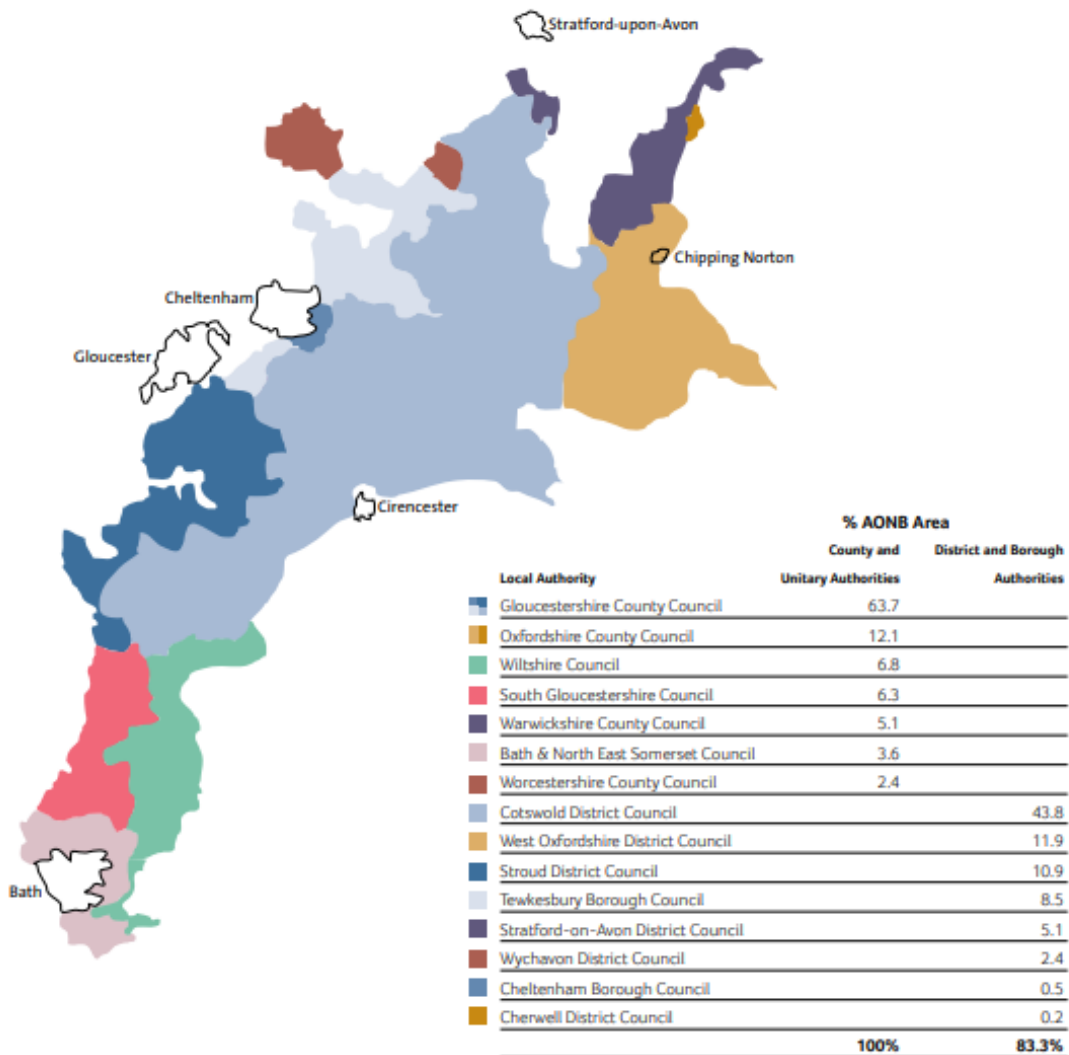 Stratford-upon-Avon
Chipping Norton
Cheltenham
Gloucester
Cirencester
Bath
% AONB Area
County and District and Borough
Local Authority Unitary Authorities Authorities
Gloucestershire County Council 63.7
Oxfordshire County Council 12.1
Wiltshire Council 6.8
South Gloucestershire Council 6.3
Warwickshire County Council 5.1
Bath & North East Somerset Council 3.6
Worcestershire County Council 2.4
Cotswold District Council 43.8
West Oxfordshire District Council 11.9
Stroud District Council 10.9
Tewkesbury Borough Council 8.5
Stratford-on-Avon District Council 5.1
Wychavon District Council 2.4
Cheltenham Borough Council 0.5
Cherwell District Council 0.2
100% 83.3%